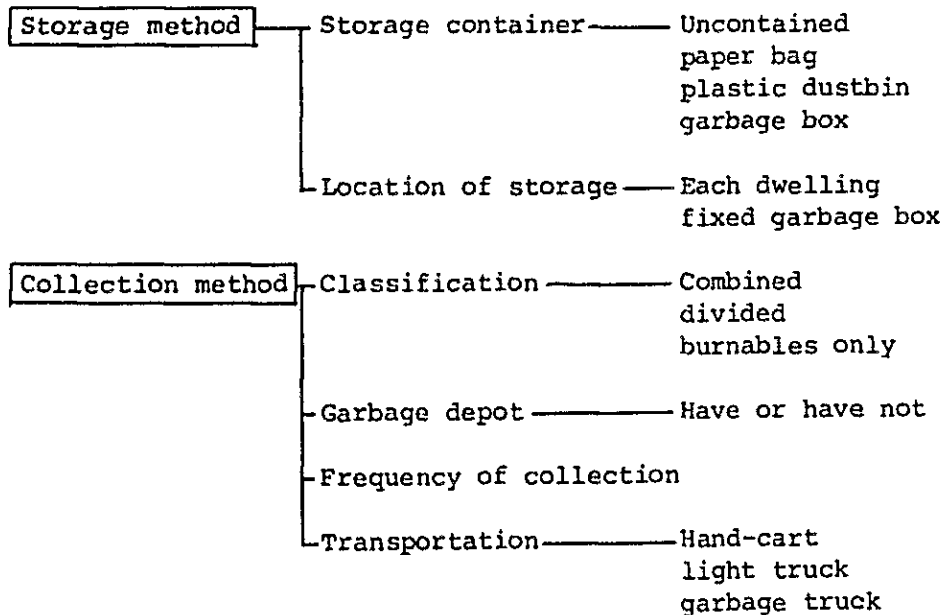 Storage method Storage container Uncontained
paper bag
plastic dustbin
garbage box
Location of storage Each dwelling
fixed garbage box
Collection method Classification Combined
divided
burnables only
Garbage depot Have or have not
Frequency of collection
Transportation Hand-cart
light truck
garbage truck